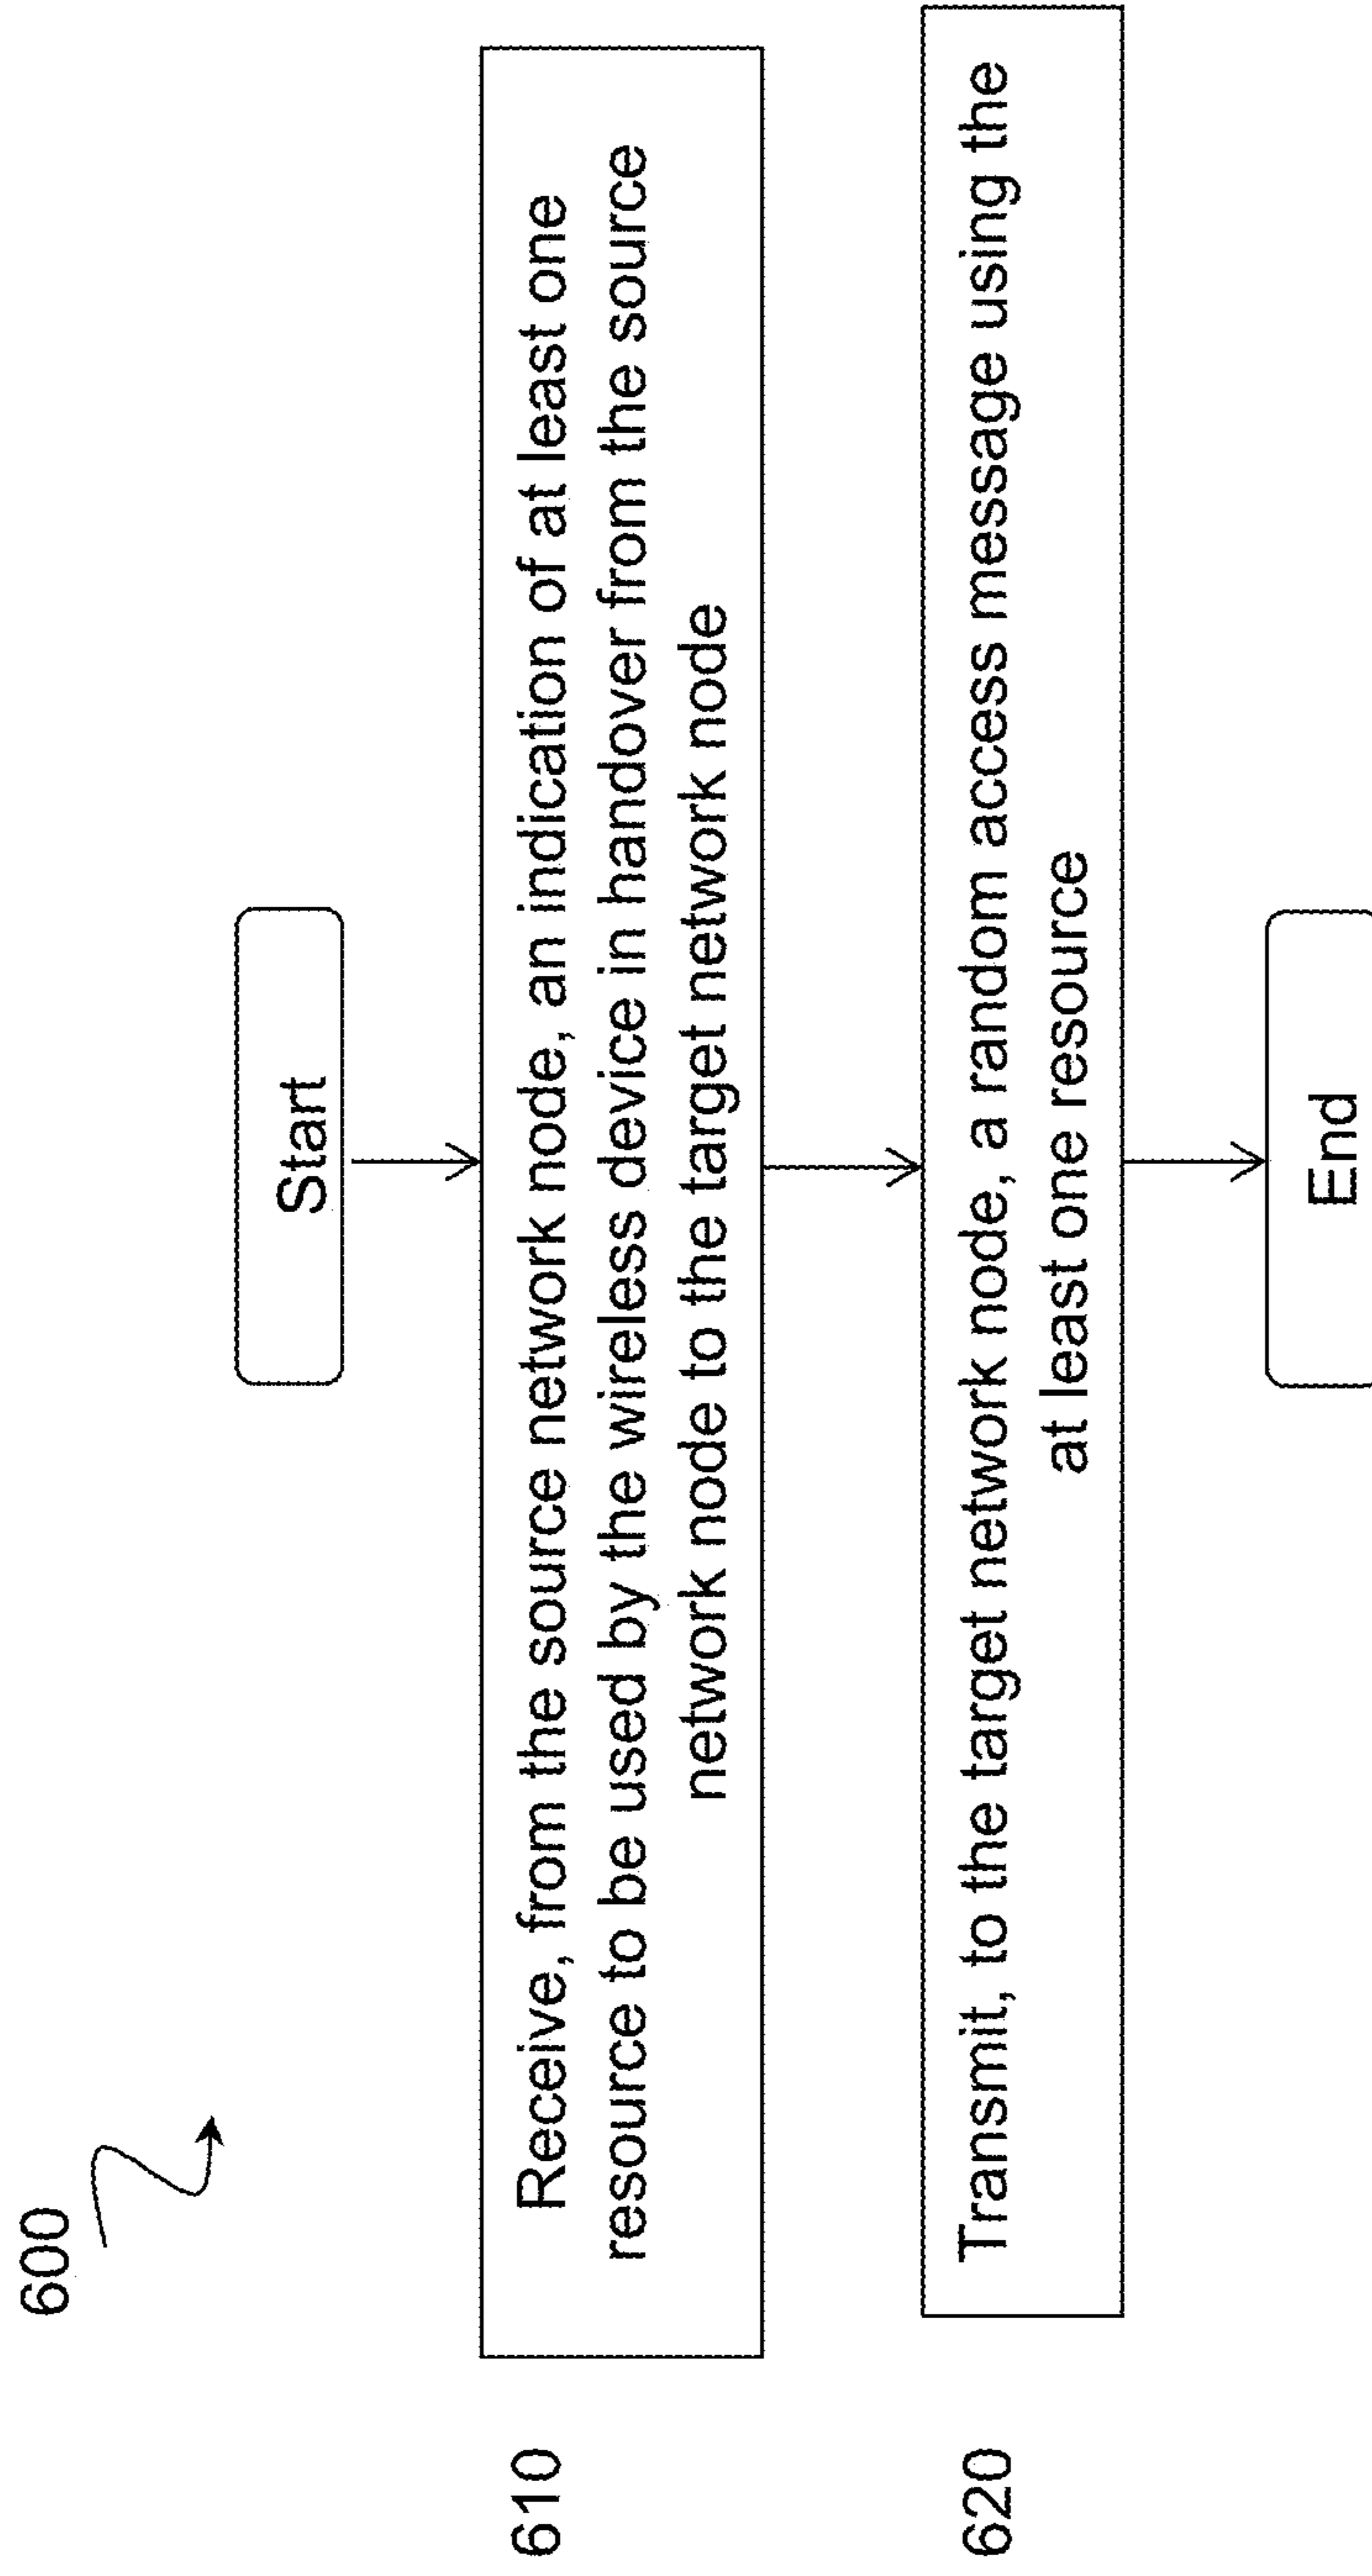 600
Start
610
Receive, from the source network node, an indication of at least one
resource to be used by the wireless device in handover from the source
network node to the target network node
620
Transmit, to the target network node, a random access message using the
at least one resource
End